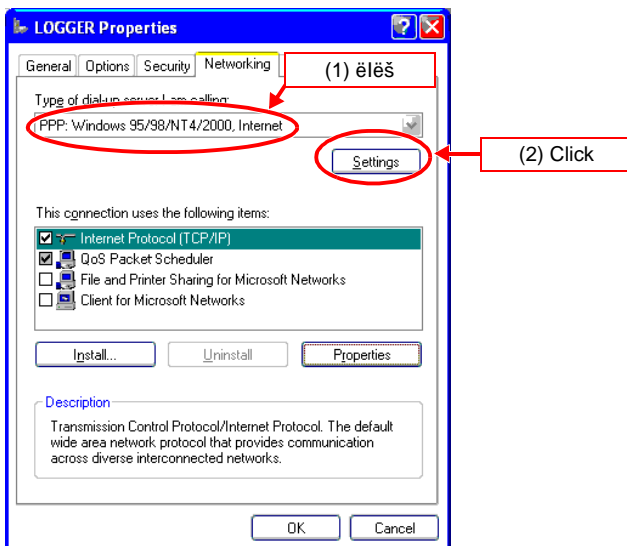 LOGGER Properties
General Options Security Networking
(1) ëIëš
Type of dial-up server I am calling:
PPP: Windows 95/98/NT4/2000, Internet
Settings
(2) Click
This connection uses the following items:
Internet Protocol (TCP/IP)
QoS Packet Scheduler
File and Printer Sharing for Microsoft Networks
Client for Microsoft Networks
Install... Uninstall Properties
Description
Transmission Control Protocol/Internet Protocol. The default
wide area network protocol that provides communication
across diverse interconnected networks.
OK Cancel